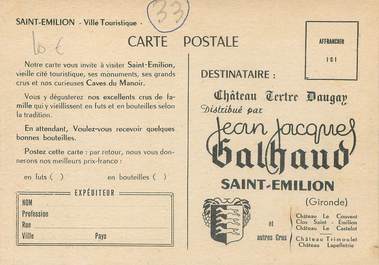 SAINT-EMILION - Ville Touristique -
33
10 €
CARTE POSTALE
AFFRANCHIR
ICI
Notre carte vous invite à visiter Saint-Emilion,
vieille cité touristique, ses monuments, ses grands
crus et nos curieuses Caves du Manoir.
Vous y dégusterez nos excellents crus de fa-
mille qui y vieillissent en futs et en bouteilles selon
la tradition.
En attendant, Voulez-vous recevoir quelques
bonnes bouteilles.
Postez cette carte : par retour, nous vous don-
nerons nos meilleurs prix-franco :
en futs ( ) en bouteilles ( )
EXPÉDITEUR
NOM
Profession
Rue
Ville Pays
DESTINATAIRE :
Château Tertre Daugay
Distribué par
Jean Jacques
Galhaud
SAINT-EMILION
(Gironde)
et
autres Crus
Château Le Couvent
Clos Saint - Emilion
Château Le Castelot
Château Trimoulet
Château Lapelletrie